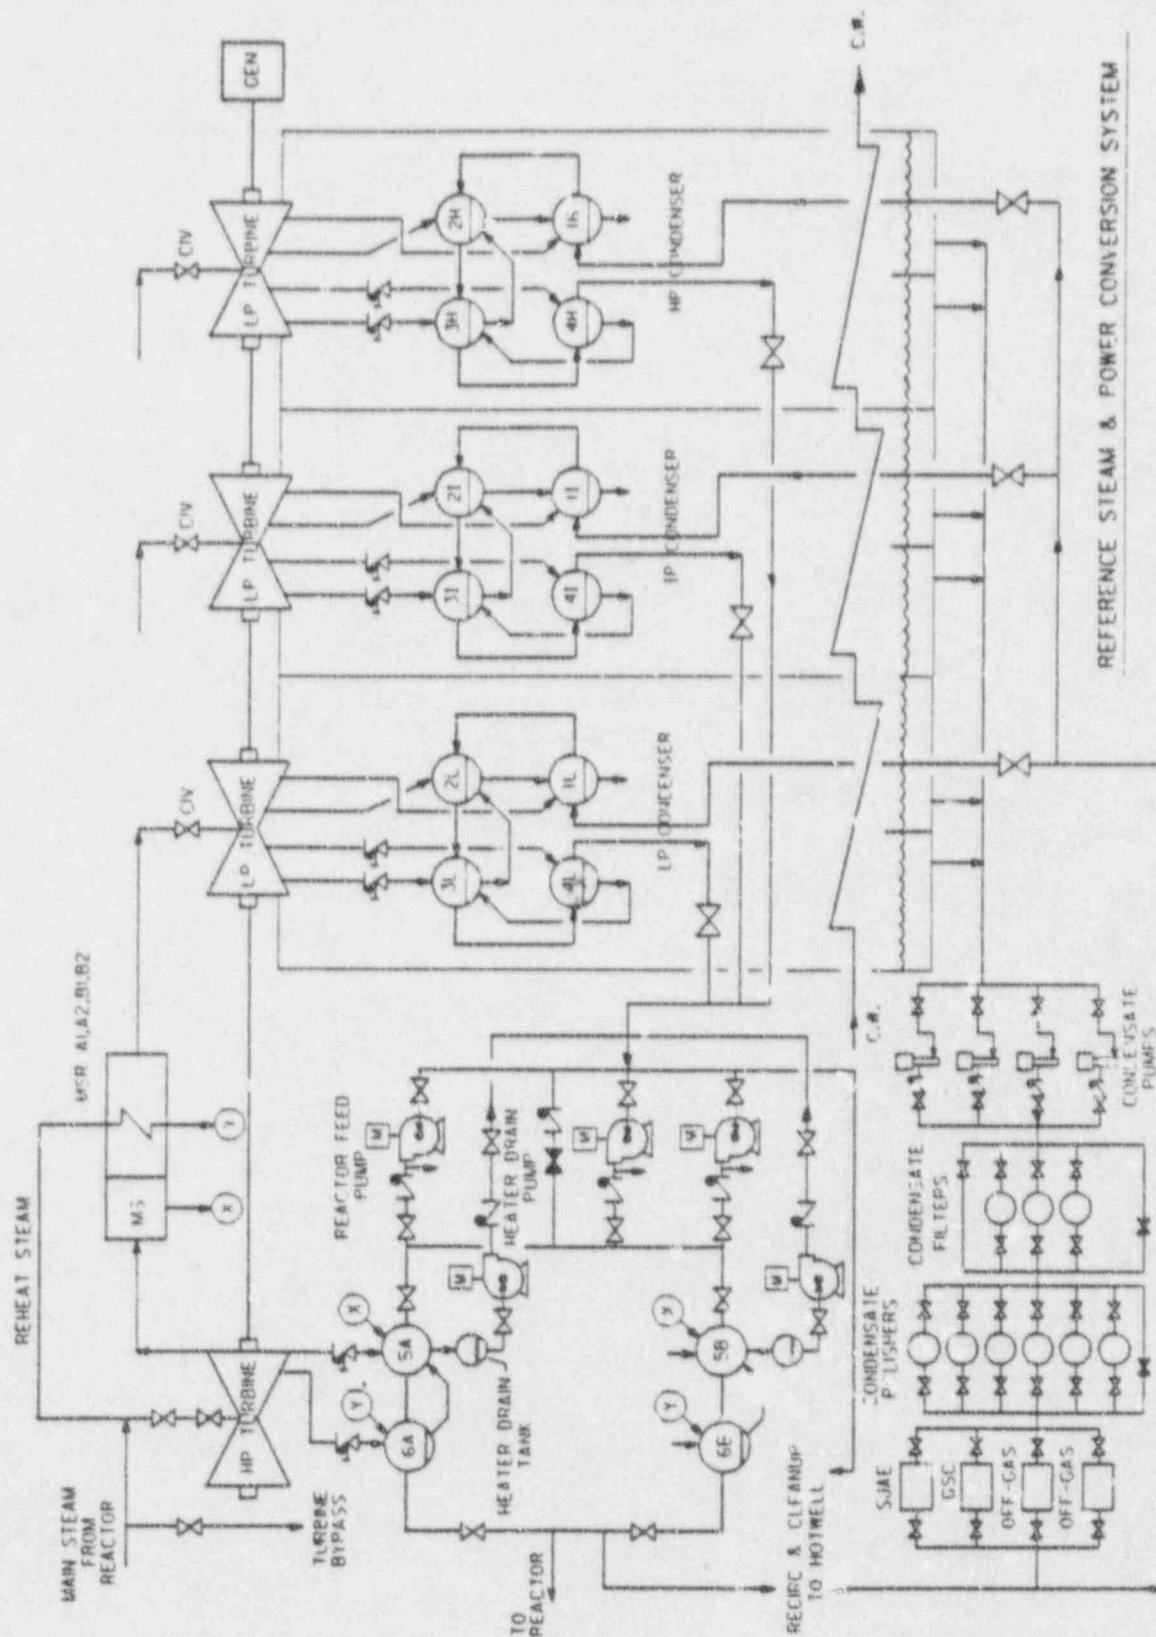 REFERENCE STEAM & POWER CONVERSION SYSTEM
MAIN STEAM
FROM
REACTOR
REHEAT STEAM
TURBINE
BYPASS
HP TURBINE
MS
MSR A1,A2,B1,B2
X
Y
CIV
CIV
CIV
LP TURBINE
LP TURBINE
LP TURBINE
GEN
Y
X
6A
5A
HEATER DRAIN
TANK
REACTOR FEED
PUMP
HEATER DRAIN
PUMP
M
M
M
M
M
Y
X
5B
TO
REACTOR
RECIRC & CLEANUP
TO HOTWELL
3L
2L
4L
1L
LP CONDENSER
3I
2I
4I
1I
IP CONDENSER
3H
2H
4H
HP CONDENSER
C.W.
C.W.
SJAE
GSC
OFF-GAS
OFF-GAS
CONDENSATE
CONDENSATE
FILTERS
CONDENSATE
PUMPS